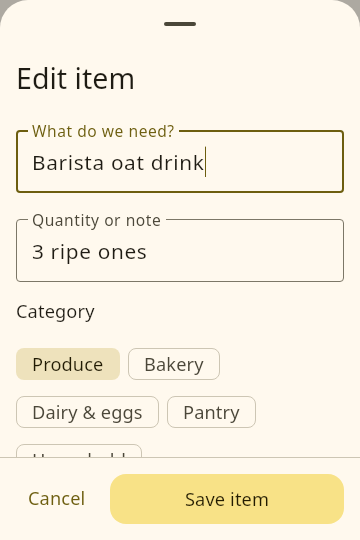 Edit item
What do we need?
Barista oat drink
Quantity or note
3 ripe ones
Category
Produce
Bakery
Dairy & eggs
Pantry
Cancel
Save item